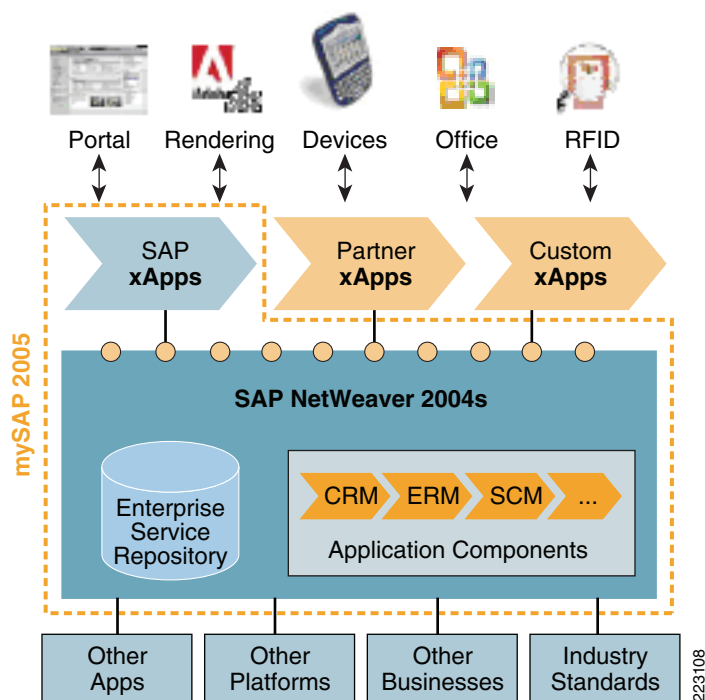 Adobe
Portal Rendering Devices Office RFID
SAP
xApps
Partner
xApps
Custom
xApps
mySAP 2005
SAP NetWeaver 2004s
Enterprise
Service
Repository
CRM ERM SCM ...
Application Components
Other
Apps
Other
Platforms
Other
Businesses
Industry
Standards
223108